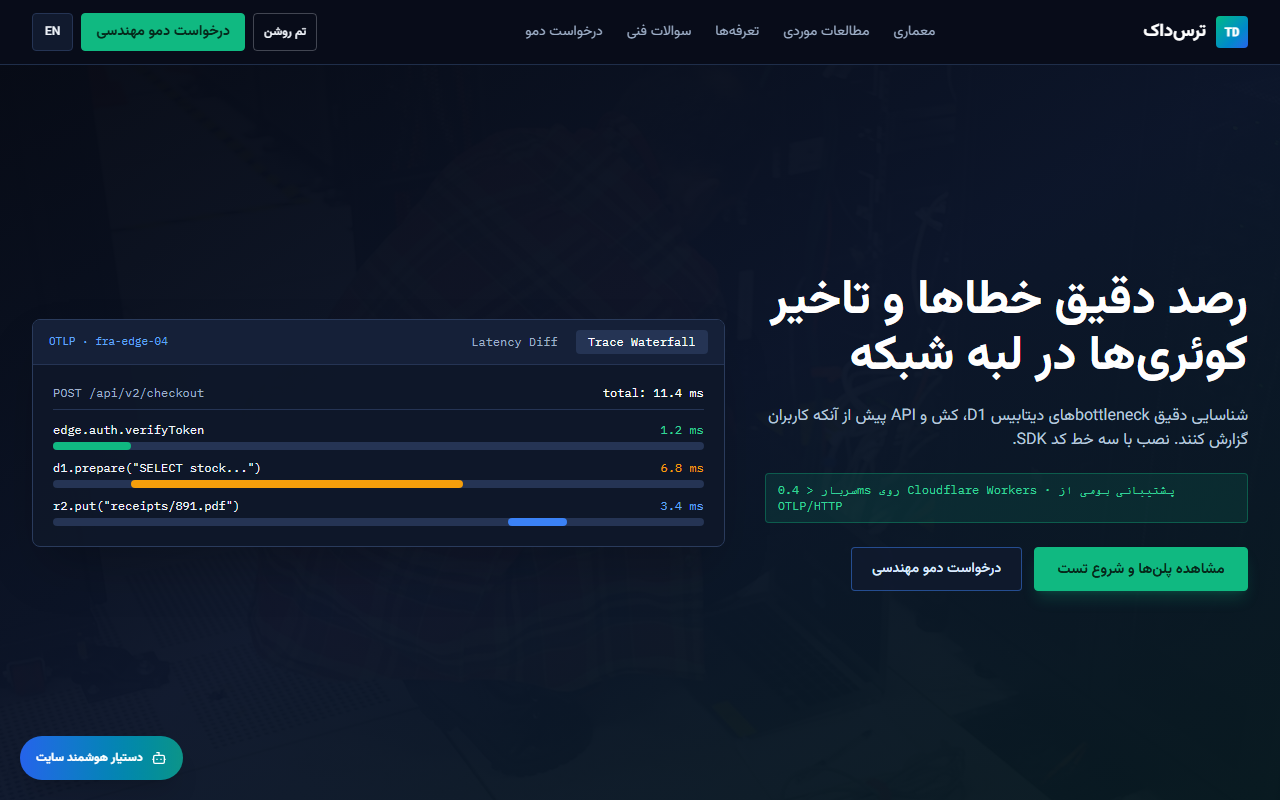 TD ترس‌داک
معماری
مطالعات موردی
تعرفه‌ها
سوالات فنی
درخواست دمو
تم روشن
درخواست دمو مهندسی
EN
رصد دقیق خطاها و تاخیر
کوئری‌ها در لبه شبکه
شناسایی دقیق bottleneckهای دیتابیس D1، کش و API پیش از آنکه کاربران
گزارش کنند. نصب با سه خط کد SDK.
سربار < 0.4ms روی Cloudflare Workers · پشتیبانی بومی از
OTLP/HTTP
مشاهده پلن‌ها و شروع تست
درخواست دمو مهندسی
OTLP · fra-edge-04
Latency Diff
Trace Waterfall
POST /api/v2/checkout
total: 11.4 ms
edge.auth.verifyToken
1.2 ms
d1.prepare("SELECT stock...")
6.8 ms
r2.put("receipts/891.pdf")
3.4 ms
دستیار هوشمند سایت